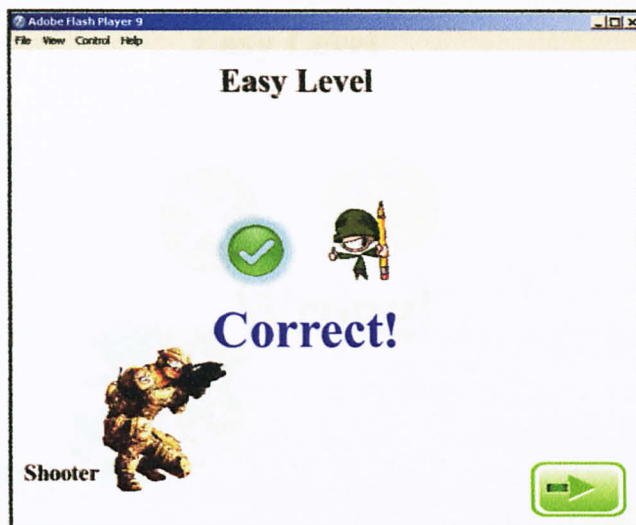 Adobe Flash Player 9
File View Control Help
Easy Level
Correct!
Shooter